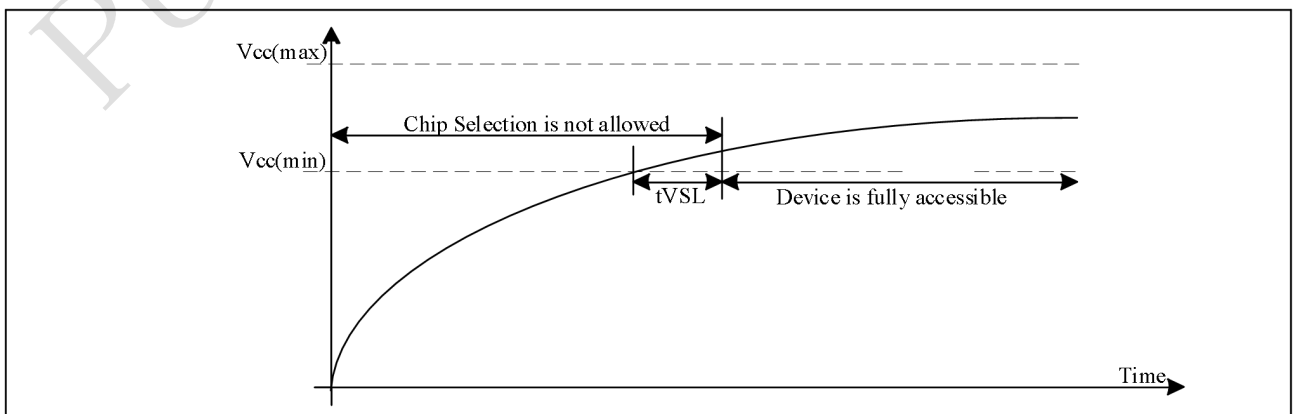 Vcc(max)
Chip Selection is not allowed
Vcc(min)
tVSL
Device is fully accessible
Time